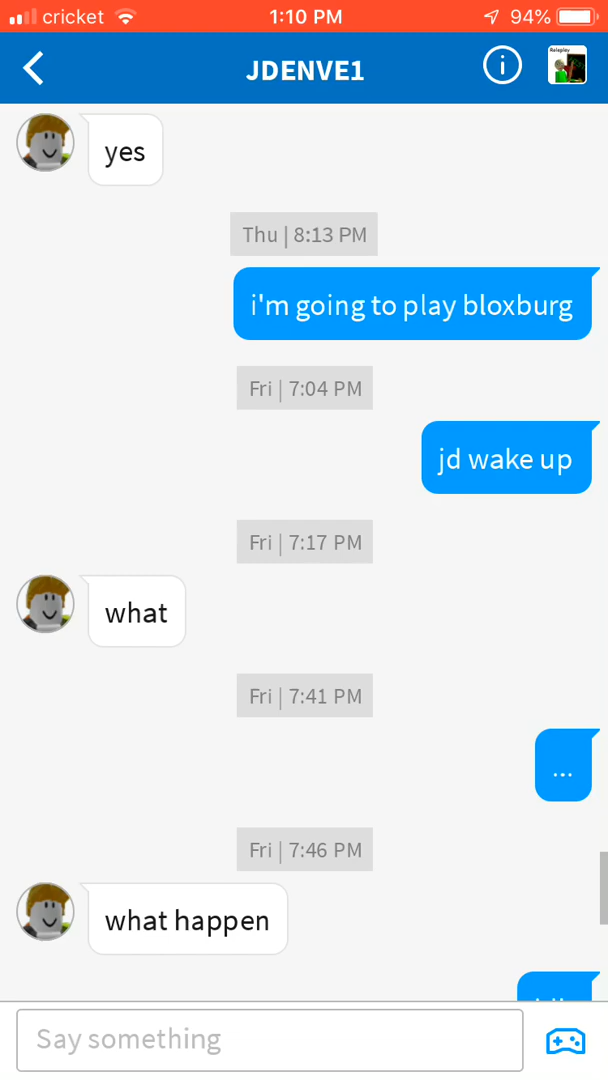 cricket 1:10 PM 94%
JDENVE1
Roleplay
yes
Thu | 8:13 PM
i'm going to play bloxburg
Fri | 7:04 PM
jd wake up
Fri | 7:17 PM
what
Fri | 7:41 PM
...
Fri | 7:46 PM
what happen
Say something